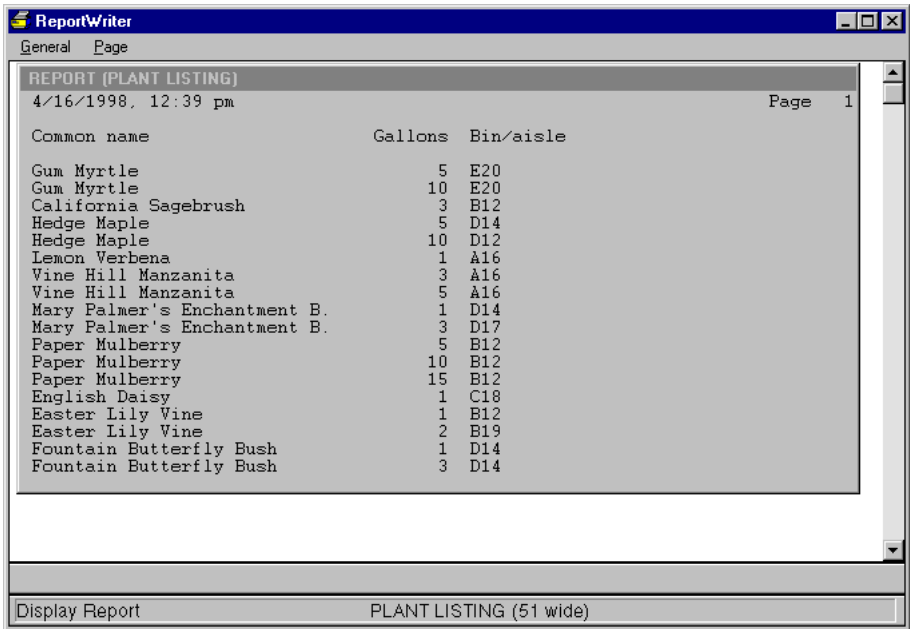 ReportWriter
General Page
REPORT (PLANT LISTING)
4/16/1998, 12:39 pm Page 1
Common name Gallons Bin/aisle
Gum Myrtle 5 E20
Gum Myrtle 10 E20
California Sagebrush 3 B12
Hedge Maple 5 D14
Hedge Maple 10 D12
Lemon Verbena 1 A16
Vine Hill Manzanita 3 A16
Vine Hill Manzanita 5 A16
Mary Palmer's Enchantment B. 1 D14
Mary Palmer's Enchantment B. 3 D17
Paper Mulberry 5 B12
Paper Mulberry 10 B12
Paper Mulberry 15 B12
English Daisy 1 C18
Easter Lily Vine 1 B12
Easter Lily Vine 2 B19
Fountain Butterfly Bush 1 D14
Fountain Butterfly Bush 3 D14
Display Report PLANT LISTING (51 wide)